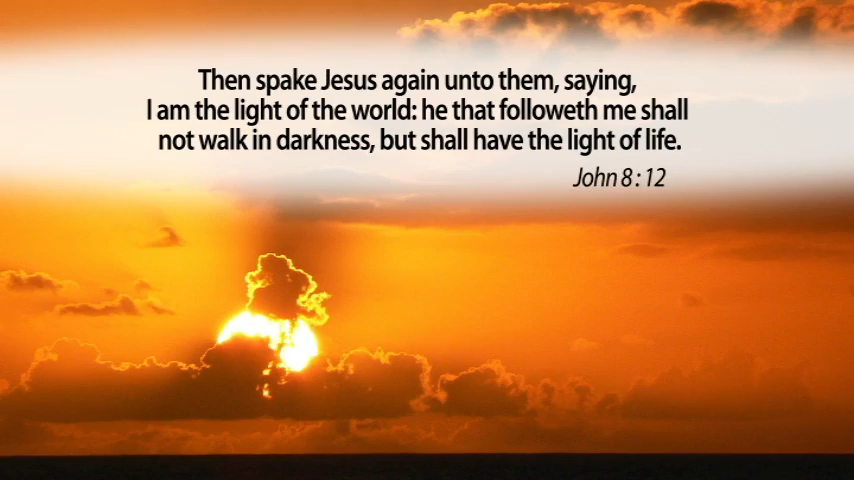 Then spake Jesus again unto them, saying,
I am the light of the world: he that followeth me shall
not walk in darkness, but shall have the light of life.
John 8 : 12